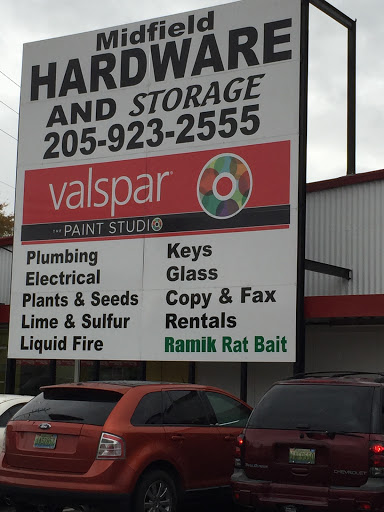 Midfield
HARDWARE
AND STORAGE
205-923-2555
valspar®
THE PAINT STUDIO
Plumbing
Electrical
Plants & Seeds
Lime & Sulfur
Liquid Fire
Keys
Glass
Copy & Fax
Rentals
Ramik Rat Bait
CHEVROLET